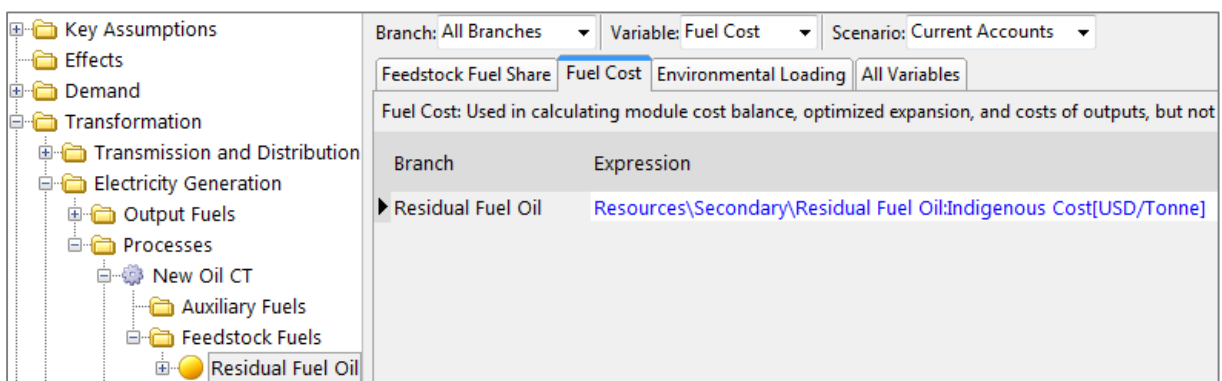 Key Assumptions
Effects
Demand
Transformation
Transmission and Distribution
Electricity Generation
Output Fuels
Processes
New Oil CT
Auxiliary Fuels
Feedstock Fuels
Residual Fuel Oil
Branch: All Branches Variable: Fuel Cost Scenario: Current Accounts
Feedstock Fuel Share Fuel Cost Environmental Loading All Variables
Fuel Cost: Used in calculating module cost balance, optimized expansion, and costs of outputs, but not
Branch Expression
Residual Fuel Oil Resources\Secondary\Residual Fuel Oil:Indigenous Cost[USD/Tonne]